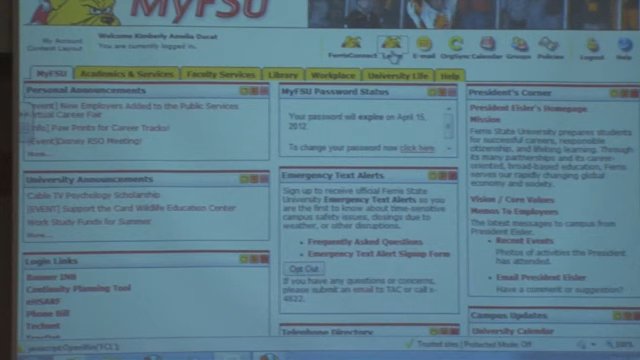 MyFSU
My Account
Content Layout
Welcome Kimberly Amelia Ducat
You are currently logged in.
FerrisConnect
E-mail
OrgSync
Calendar
Groups
Policies
Logout
Help
MyFSU
Academics & Services
Faculty Services
Library
Workplace
University Life
Help
Personal Announcements
New Employers Added to the Public Services
Virtual Career Fair
Paw Prints for Career Tracks!
Disney RSO Meeting!
More...
University Announcements
Cable TV Psychology Scholarship
[EVENT] Support the Card Wildlife Education Center
Work Study Funds for Summer
More...
Login Links
Banner INB
Continuity Planning Tool
eHSARF
Phone Bill
Technet
MyFSU Password Status
Your password will expire on April 15,
2012.
To change your password now click here
Emergency Text Alerts
Sign up to receive official Ferris State
University Emergency Text Alerts so you
are the first to know about time-sensitive
campus safety issues, closings due to
weather, or other disruptions.
• Frequently Asked Questions
• Emergency Text Alert Signup Form
Opt Out
If you have any questions or concerns,
please submit an email to TAC or call x-
4822.
Telephone Directory
President's Corner
President Eisler's Homepage
Mission
Ferris State University prepares students
for successful careers, responsible
citizenship, and lifelong learning. Through
its many partnerships and its career-
oriented, broad-based education, Ferris
serves our rapidly changing global
economy and society.
Vision / Core Values
Memos To Employees
The latest messages to campus from
President Eisler.
• Recent Events
Photos of activities the President
has attended.
• Email President Eisler
Have a comment or suggestion?
Campus Updates
University Calendar
Trusted sites | Protected Mode: Off
100%